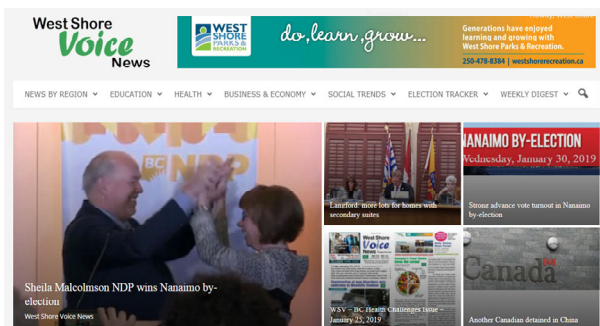 West Shore
Voice
News
WEST
SHORE
PARKS &
RECREATION
do, learn, grow...
Generations have enjoyed
learning and growing with
West Shore Parks & Recreation.
250-478-8384 | westshorerecreation.ca
NEWS BY REGION
EDUCATION
HEALTH
BUSINESS & ECONOMY
SOCIAL TRENDS
ELECTION TRACKER
WEEKLY DIGEST
BC
NDP
Sheila Malcolmson NDP wins Nanaimo by-
election
West Shore Voice News
Langford: more lots for homes with
secondary suites
NANAIMO BY-ELECTION
Wednesday, January 30, 2019
Strong advance vote turnout in Nanaimo
by-election
West Shore
Voice
News
WSV – BC Health Challenges Issue –
January 25, 2019
Canada
Another Canadian detained in China